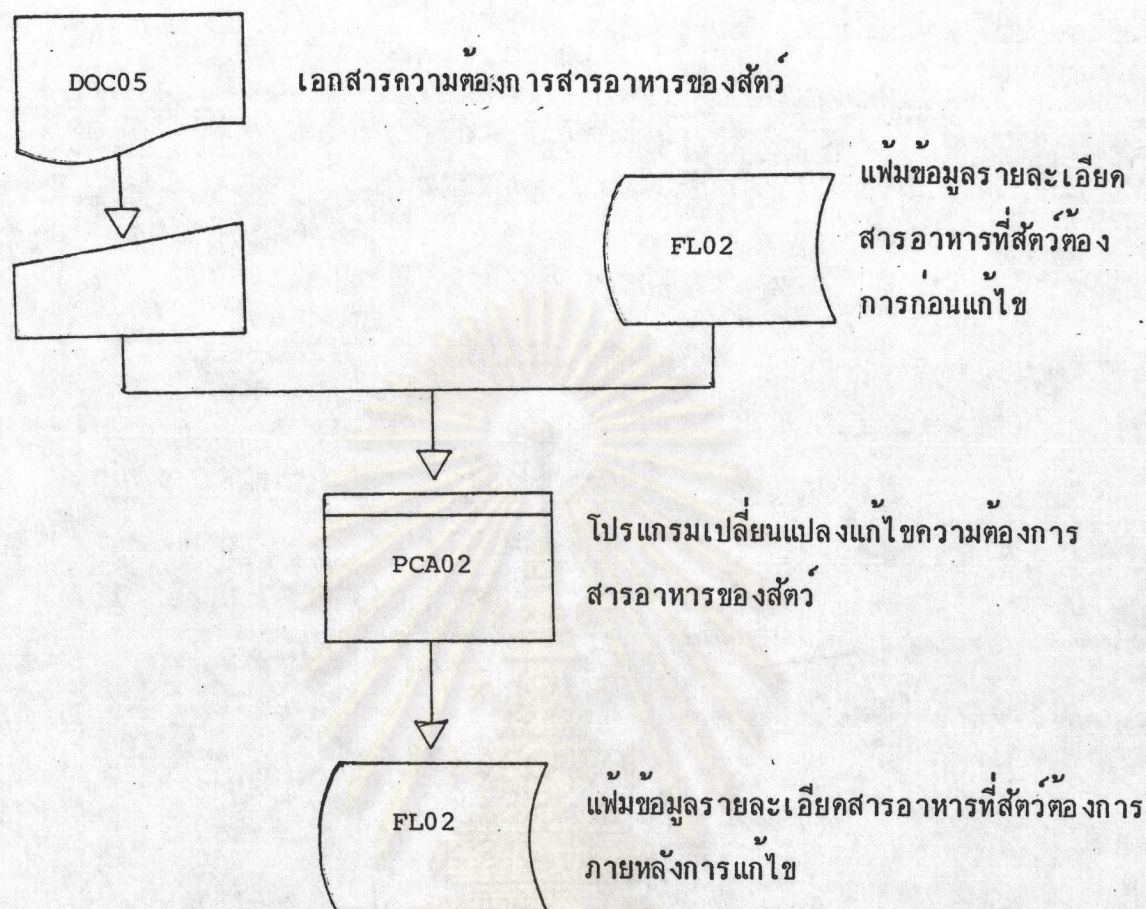 DOC05
เอกสารความต้องการสารอาหารของสัตว์
แฟ้มข้อมูลรายละเอียด
สารอาหารที่สัตว์ต้อง
การก่อนแก้ไข
FL02
PCA02
โปรแกรมเปลี่ยนแปลงแก้ไขความต้องการ
สารอาหารของสัตว์
FL02
แฟ้มข้อมูลรายละเอียดสารอาหารที่สัตว์ต้องการ
ภายหลังการแก้ไข